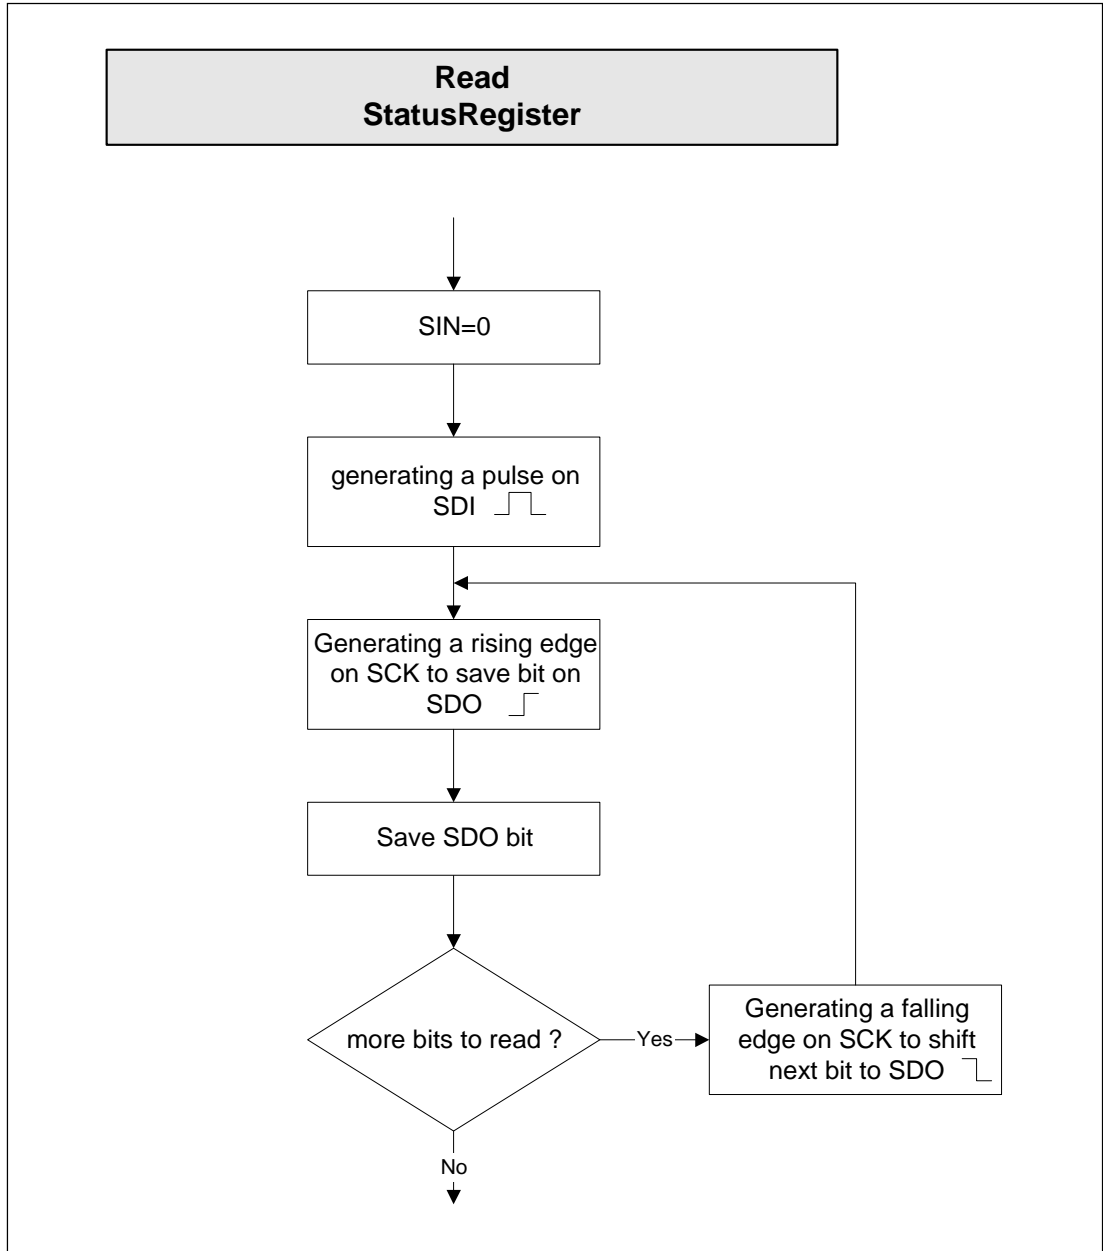 Read
StatusRegister
SIN=0
generating a pulse on
SDI
Generating a rising edge
on SCK to save bit on
SDO
Save SDO bit
more bits to read ?
Yes
Generating a falling
edge on SCK to shift
next bit to SDO
No